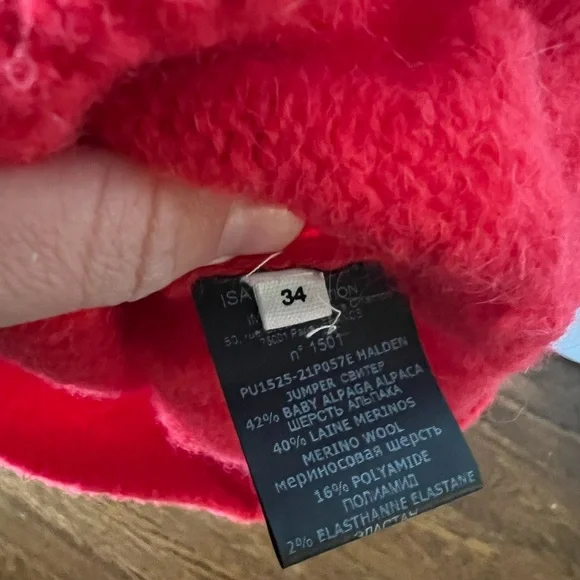 34
n° 1501
PU1525-21P057E HALDEN
JUMPER СВИТЕР
42% BABY ALPAGA ALPACA
ШЕРСТЬ АЛЬПАКА
40% LAINE MERINOS
MERINO WOOL
мериносовая шерсть
16% POLYAMIDE
ПОЛИАМИД
2% ELASTHANNE ELASTANE
ЭЛАСТАН